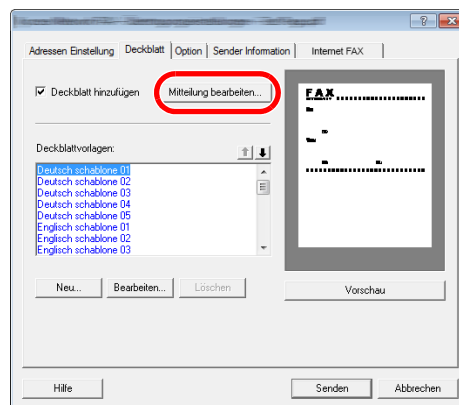 Adressen Einstellung Deckblatt Option Sender Information Internet FAX
Deckblatt hinzufügen Mitteilung bearbeiten...
FAX
Deckblattvorlagen:
Deutsch schablone 01
Deutsch schablone 02
Deutsch schablone 03
Deutsch schablone 04
Deutsch schablone 05
Englisch schablone 01
Englisch schablone 02
Englisch schablone 03
Neu... Bearbeiten... Löschen Vorschau
Hilfe Senden Abbrechen